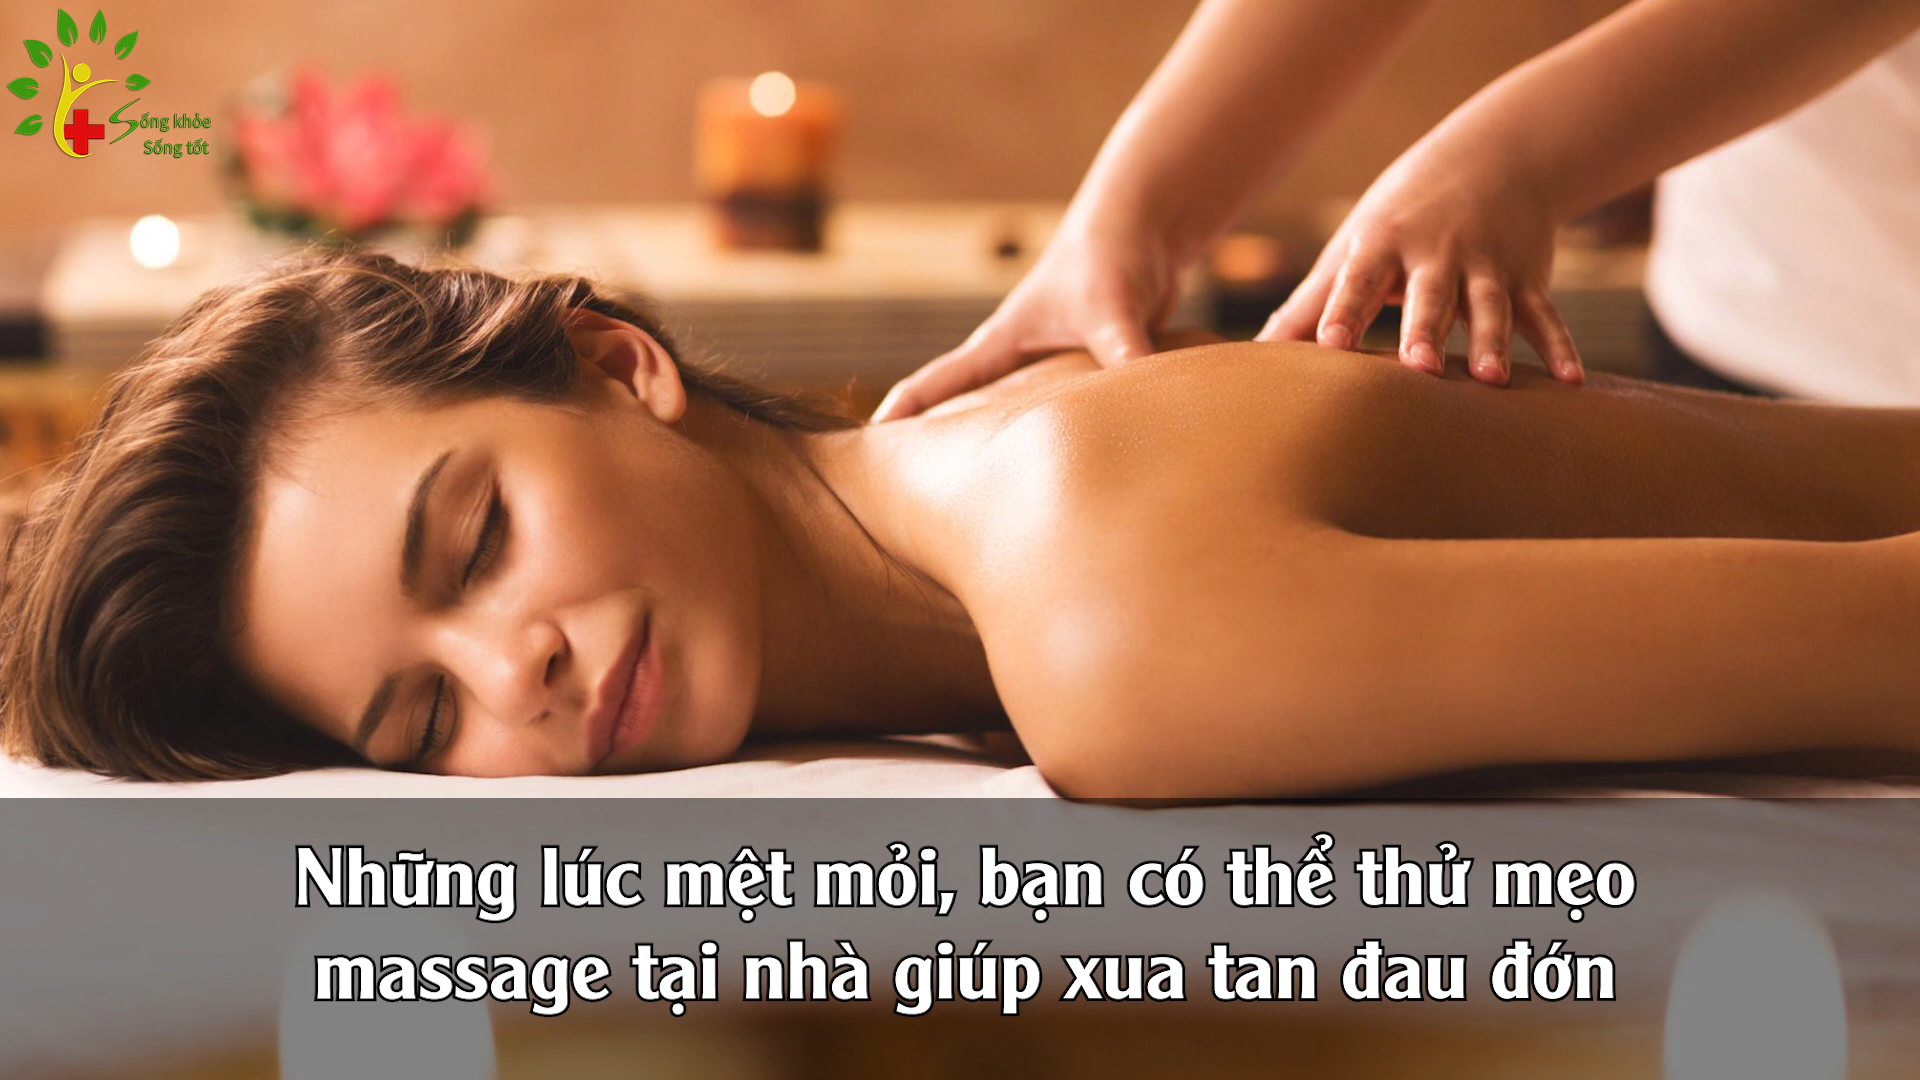 Sống khỏe
Sống tốt
Những lúc mệt mỏi, bạn có thể thử mẹo
massage tại nhà giúp xua tan đau đớn